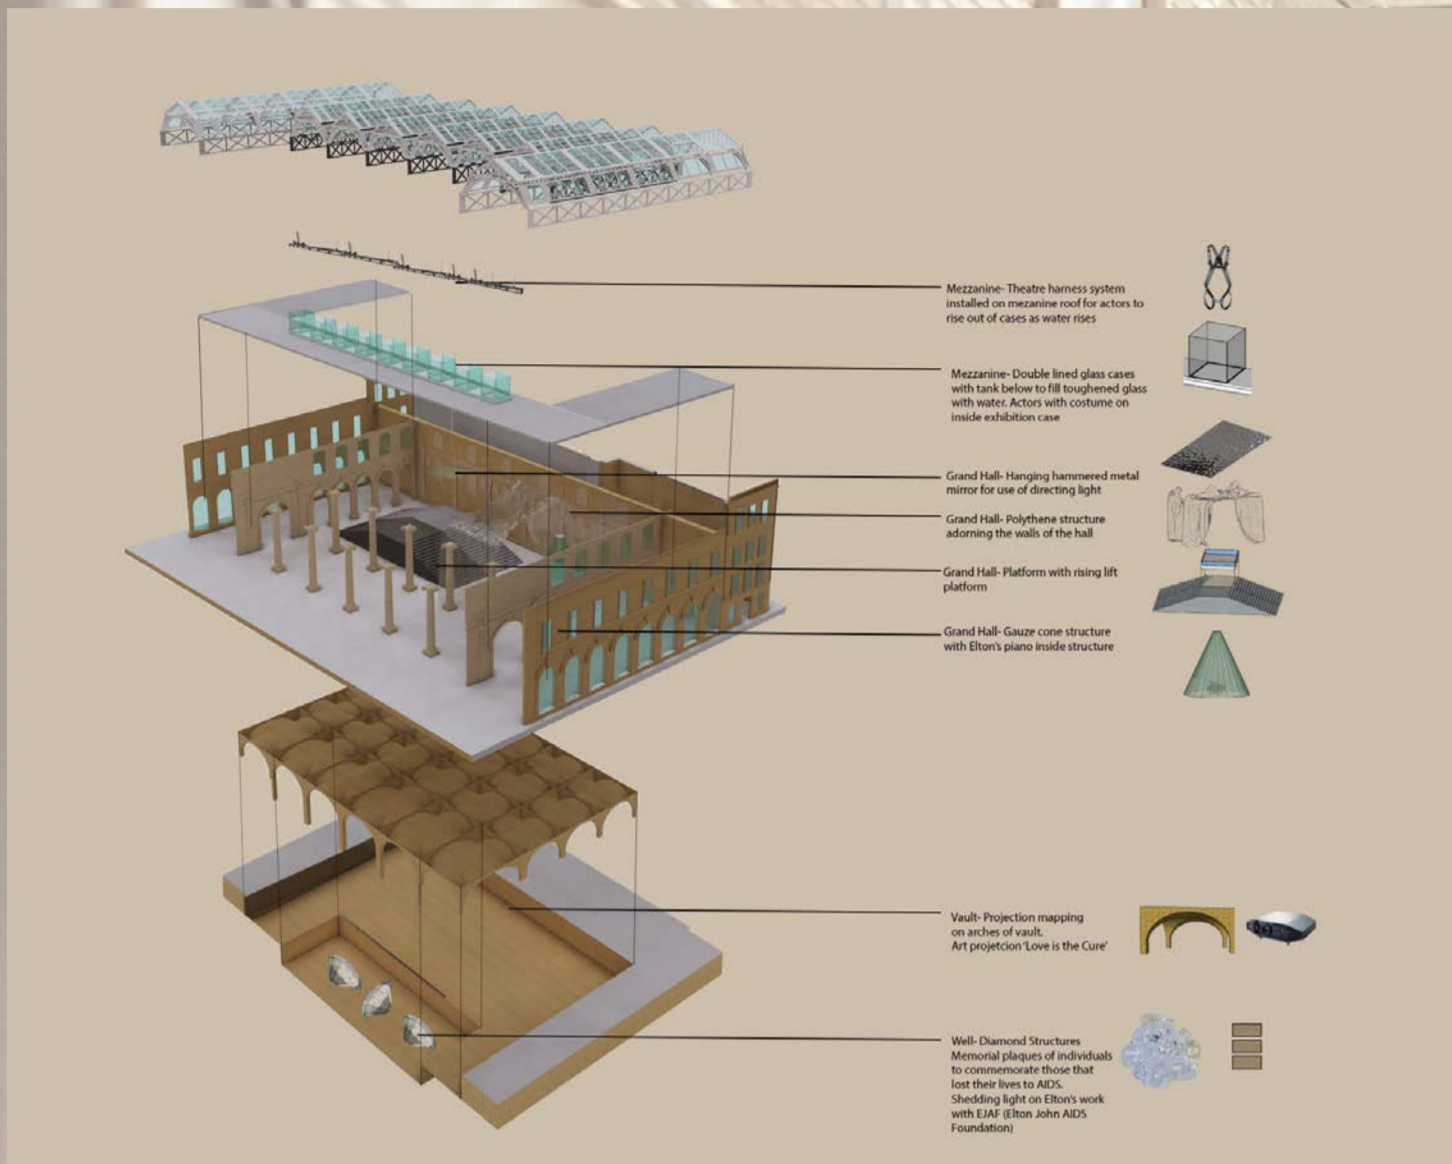 Mezzanine- Theatre harness system
installed on mezanine roof for actors to
rise out of cases as water rises
Mezzanine- Double lined glass cases
with tank below to fill toughened glass
with water. Actors with costume on
inside exhibition case
Grand Hall- Hanging hammered metal
mirror for use of directing light
Grand Hall- Polythene structure
adorning the walls of the hall
Grand Hall- Platform with rising lift
platform
Grand Hall- Gauze cone structure
with Elton's piano inside structure
Vault- Projection mapping
on arches of vault.
Art projetcion 'Love is the Cure'
Well- Diamond Structures
Memorial plaques of individuals
to commemorate those that
lost their lives to AIDS.
Shedding light on Elton's work
with EJAF (Elton John AIDS
Foundation)